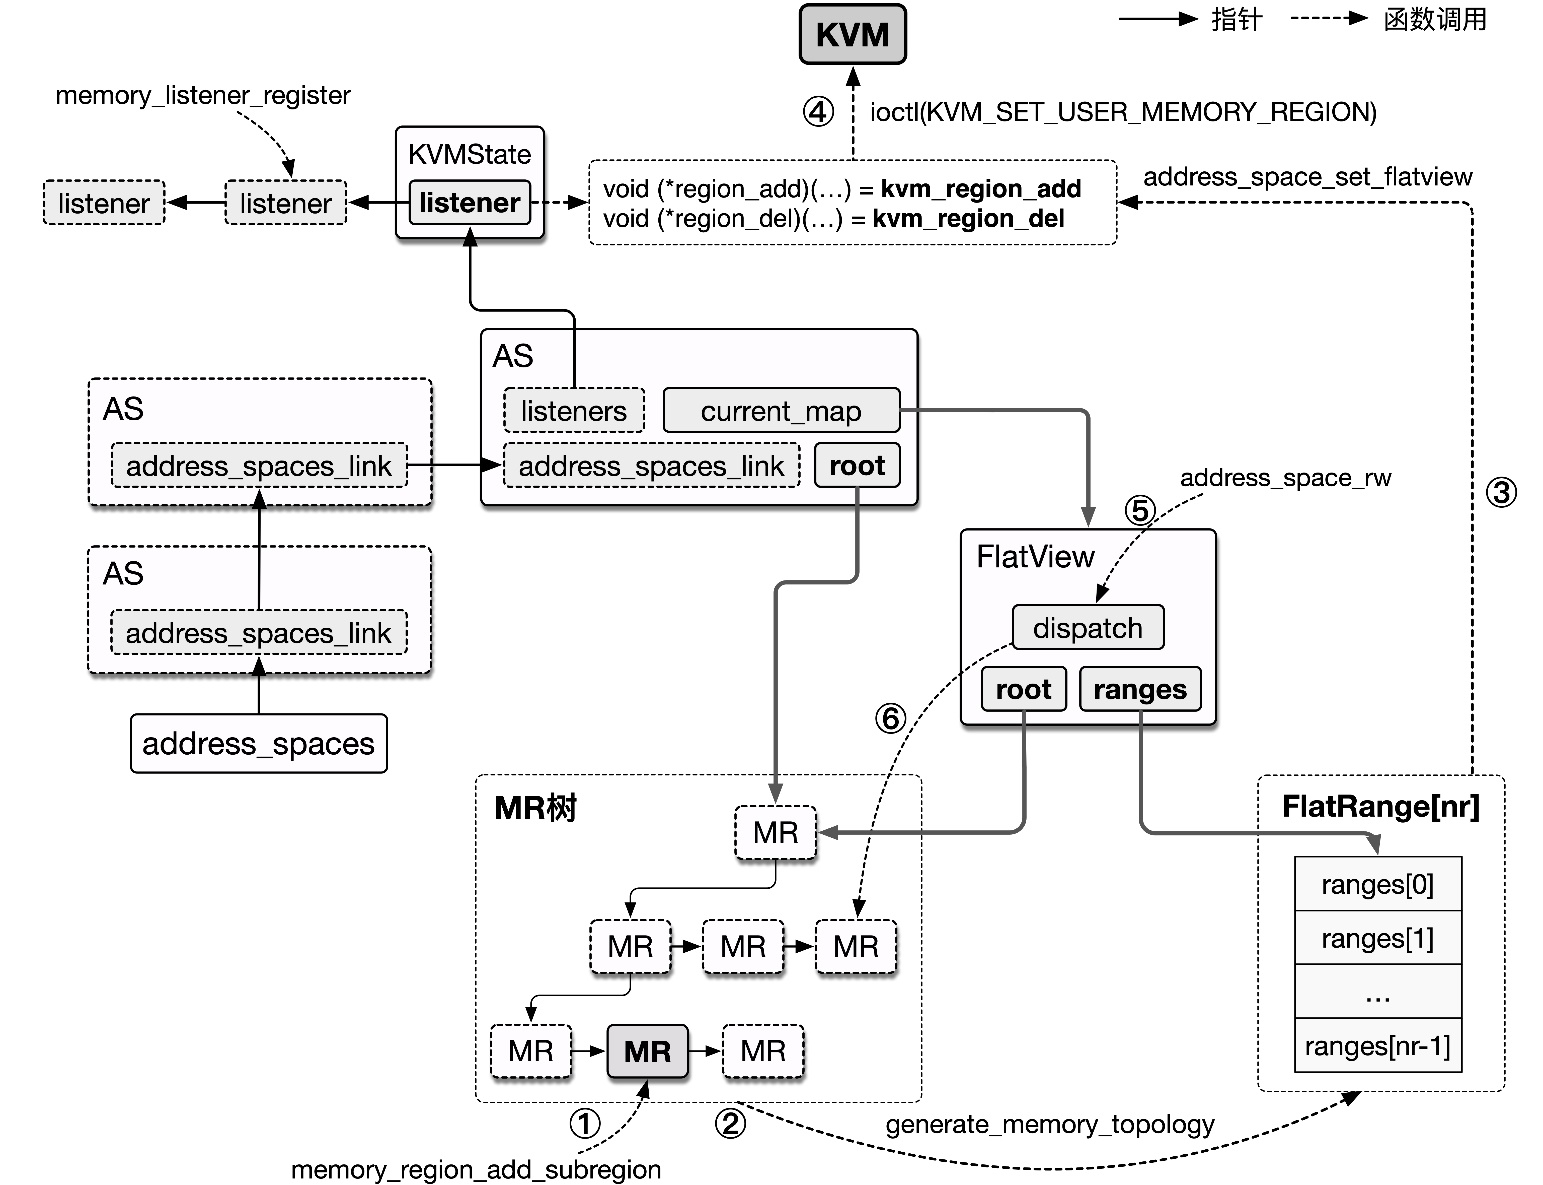 KVM
指针
函数调用
memory_listener_register
④
ioctl(KVM_SET_USER_MEMORY_REGION)
KVMState
listener
listener
listener
void (*region_add)(...) = kvm_region_add
void (*region_del)(...) = kvm_region_del
address_space_set_flatview
AS
listeners
current_map
address_spaces_link
root
AS
address_spaces_link
AS
address_spaces_link
address_spaces
address_space_rw
⑤
③
FlatView
dispatch
root
ranges
⑥
MR树
MR
MR
MR
MR
MR
MR
MR
FlatRange[nr]
ranges[0]
ranges[1]
...
ranges[nr-1]
①
②
generate_memory_topology
memory_region_add_subregion